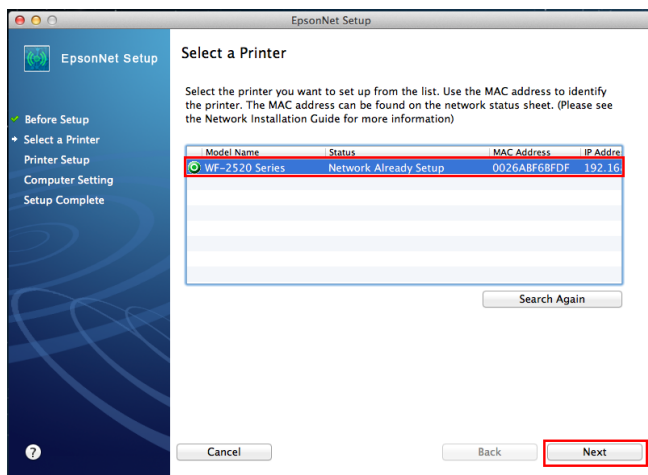 EpsonNet Setup
EpsonNet Setup
Before Setup
Select a Printer
Printer Setup
Computer Setting
Setup Complete
Select a Printer
Select the printer you want to set up from the list. Use the MAC address to identify
the printer. The MAC address can be found on the network status sheet. (Please see
the Network Installation Guide for more information)
Model Name Status MAC Address IP Addre
WF-2520 Series Network Already Setup 0026ABF6BFDF 192.16
Search Again
?
Cancel Back Next